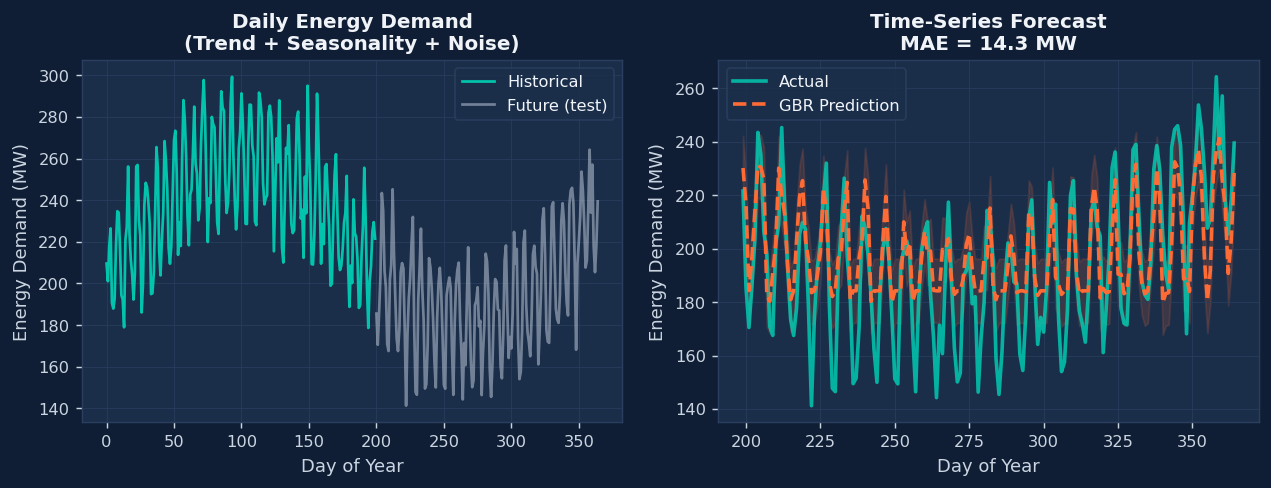 Daily Energy Demand
(Trend + Seasonality + Noise)
Energy Demand (MW)
300
280
260
240
220
200
180
160
140
Historical
Future (test)
0
50
100
150
200
250
300
350
Day of Year
Time-Series Forecast
MAE = 14.3 MW
Energy Demand (MW)
260
240
220
200
180
160
140
Actual
GBR Prediction
200
225
250
275
300
325
350
Day of Year